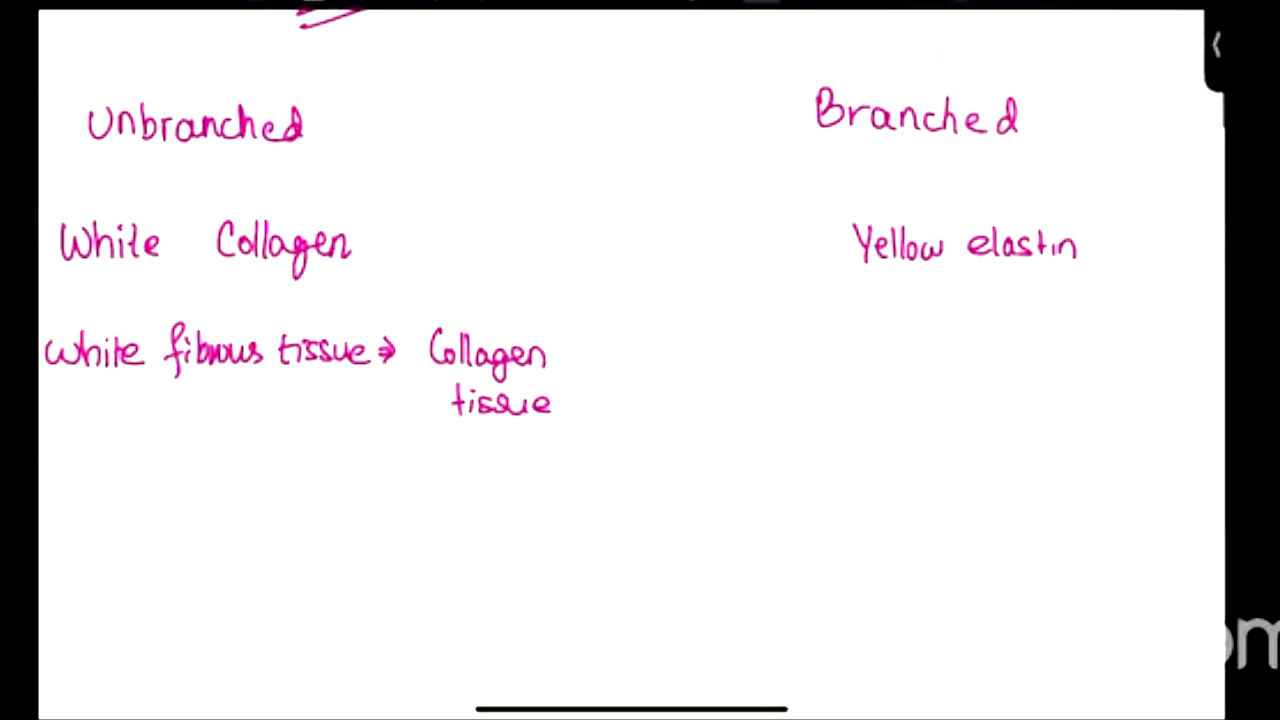 Unbranched Branched
White Collagen Yellow elastin
White fibrous tissue ⇒ Collagen
tissue